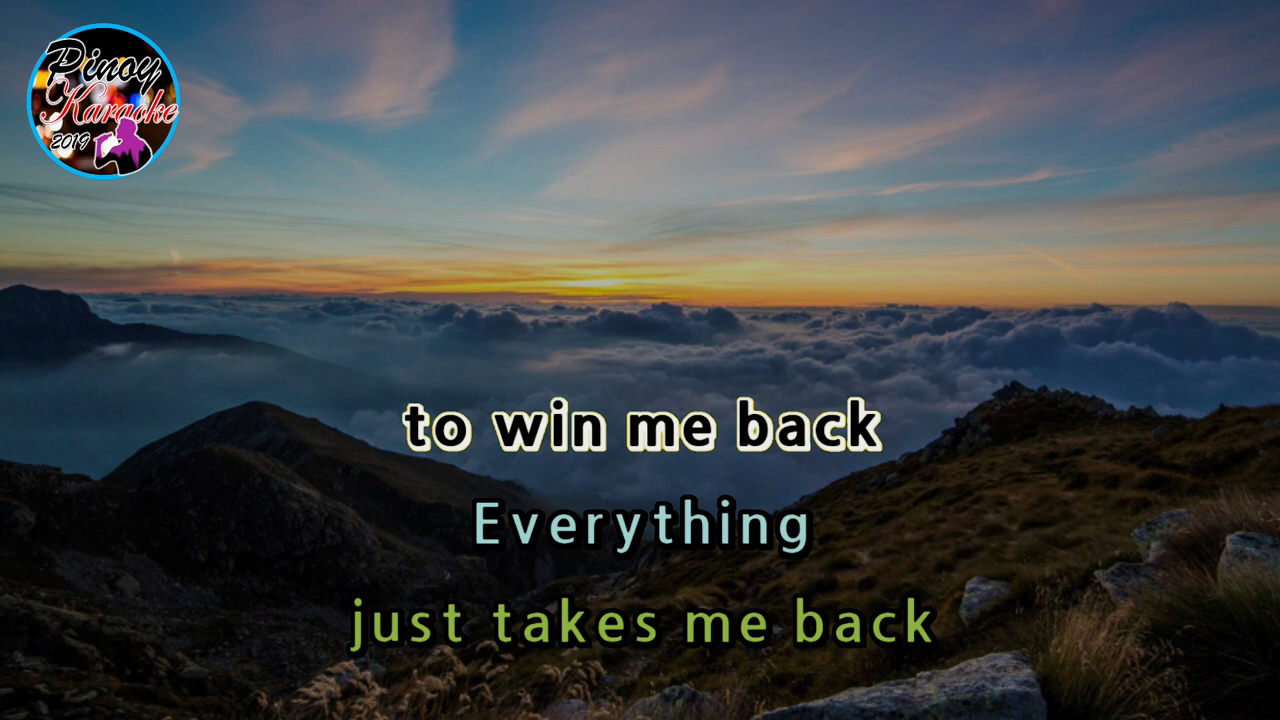 Pinoy
Karaoke
2019
to win me back
Everything
just takes me back